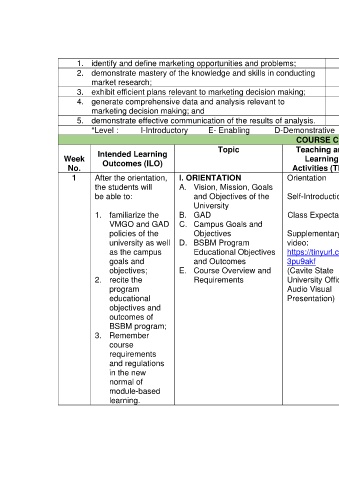 1. identify and define marketing opportunities and problems;
2. demonstrate mastery of the knowledge and skills in conducting
market research;
3. exhibit efficient plans relevant to marketing decision making;
4. generate comprehensive data and analysis relevant to
marketing decision making; and
5. demonstrate effective communication of the results of analysis.
*Level : I-Introductory E- Enabling D-Demonstrative
COURSE C
Week
No.
Intended Learning
Outcomes (ILO)
Topic
Teaching a
Learning
Activities (T
1
After the orientation,
the students will
be able to:
1. familiarize the
VMGO and GAD
policies of the
university as well
as the campus
goals and
objectives;
2. recite the
program
educational
objectives and
outcomes of
BSBM program;
3. Remember
course
requirements
and regulations
in the new
normal of
module-based
learning.
I. ORIENTATION
A. Vision, Mission, Goals
and Objectives of the
University
B. GAD
C. Campus Goals and
Objectives
D. BSBM Program
Educational Objectives
and Outcomes
E. Course Overview and
Requirements
Orientation
Self-Introductio
Class Expecta
Supplementary
video:
https://tinyurl.c
3pu9akf
(Cavite State
University Offic
Audio Visual
Presentation)